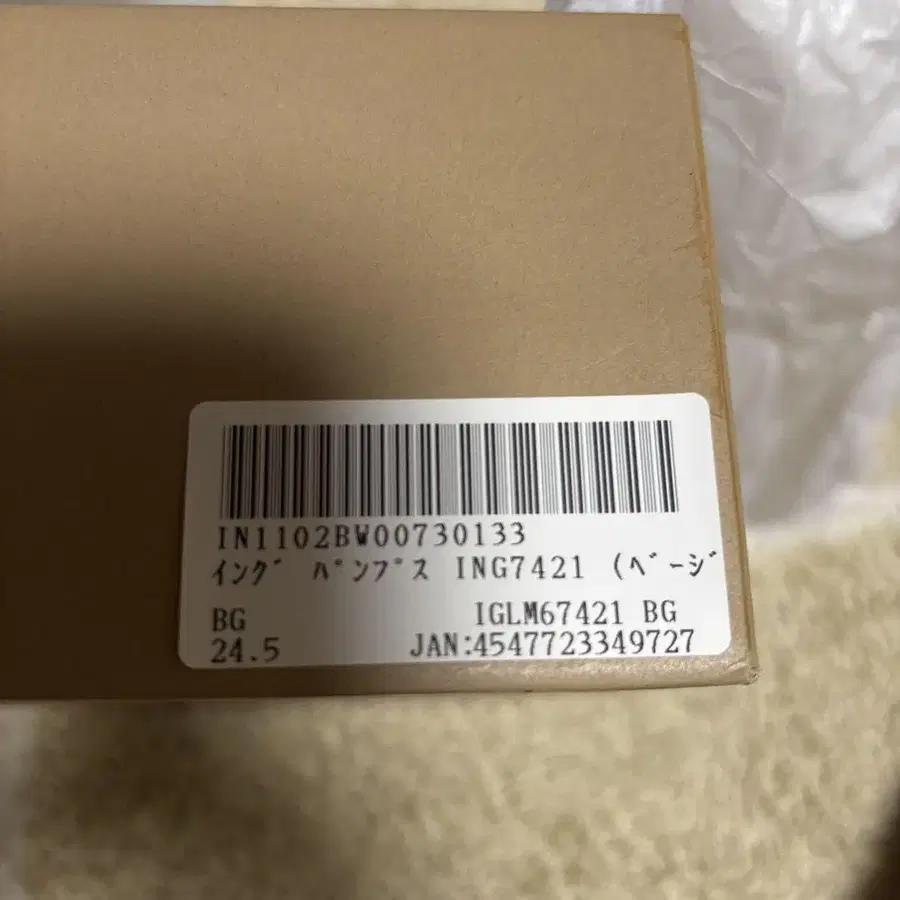 IN1102BW00730133
ｲﾝｸﾞ ﾊﾟﾝﾌﾟｽ ING7421 (ﾍﾞｰｼﾞ
BG IGLM67421 BG
24.5 JAN:4547723349727